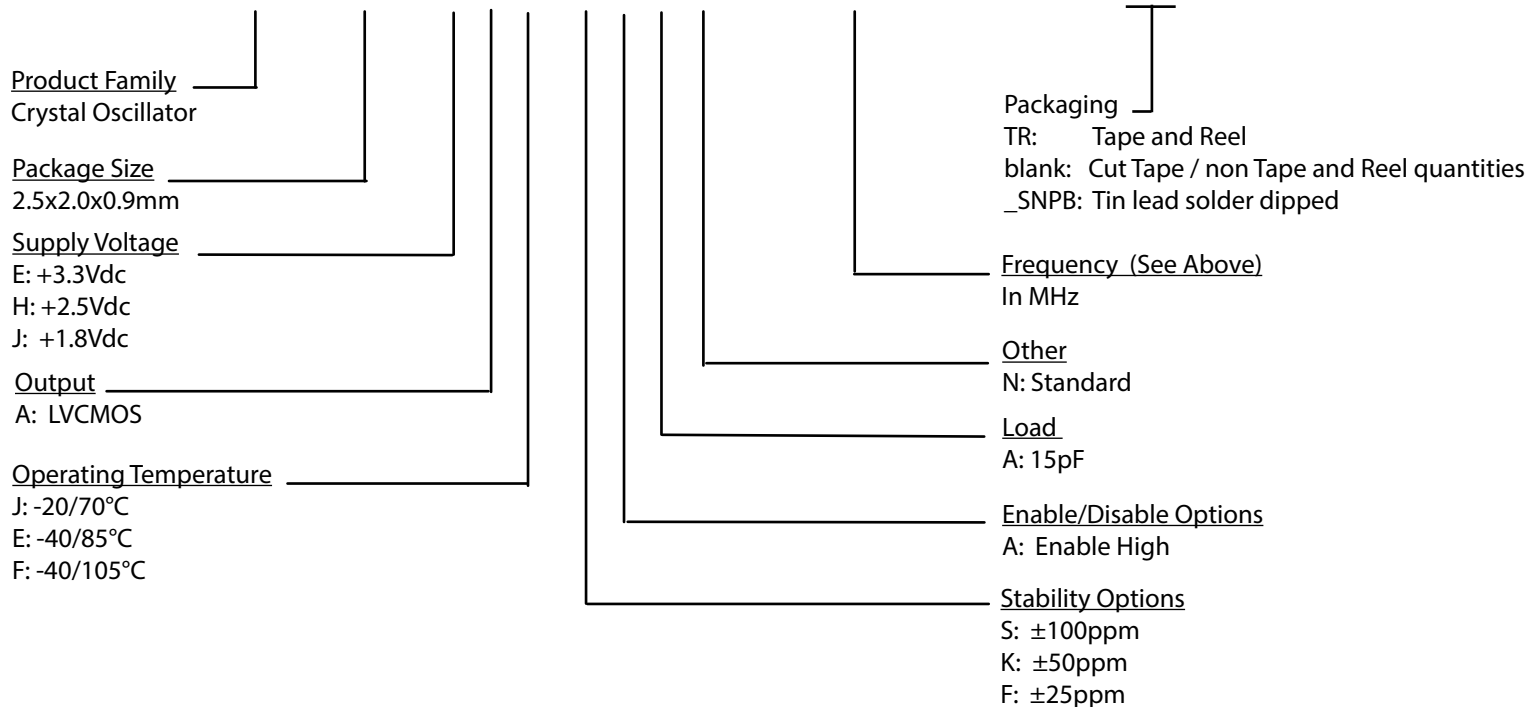 Product Family
Crystal Oscillator
Package Size
2.5x2.0x0.9mm
Supply Voltage
E: +3.3Vdc
H: +2.5Vdc
J: +1.8Vdc
Output
A: LVCMOS
Operating Temperature
J: -20/70°C
E: -40/85°C
F: -40/105°C
Packaging
TR: Tape and Reel
blank: Cut Tape / non Tape and Reel quantities
_SNPB: Tin lead solder dipped
Frequency (See Above)
In MHz
Other
N: Standard
Load
A: 15pF
Enable/Disable Options
A: Enable High
Stability Options
S: ±100ppm
K: ±50ppm
F: ±25ppm